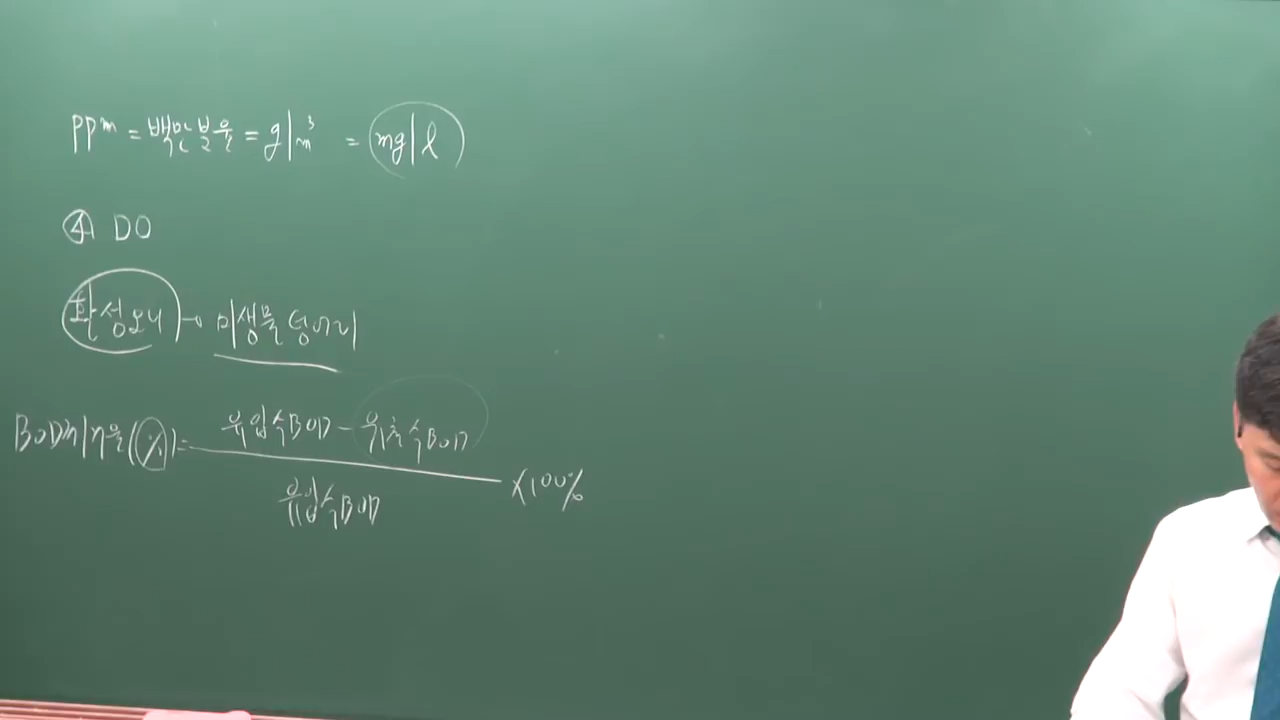 ppm = 백만분율 = g/m³ = mg/l
④ DO
활성오니 → 미생물 덩어리
BOD제거율(%) = 유입수BOD - 유출수BOD
유입수BOD
×100%